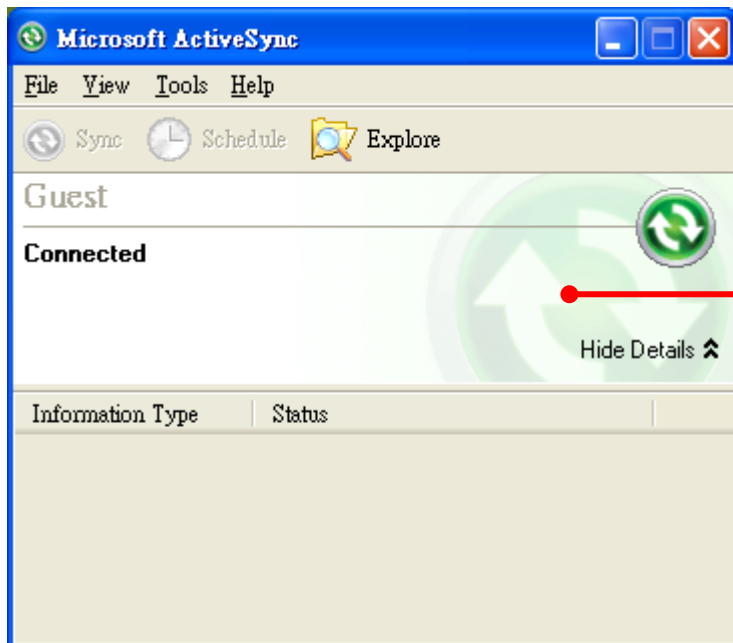 Microsoft ActiveSync
File View Tools Help
Sync Schedule Explore
Guest
Connected
Hide Details
Information Type Status